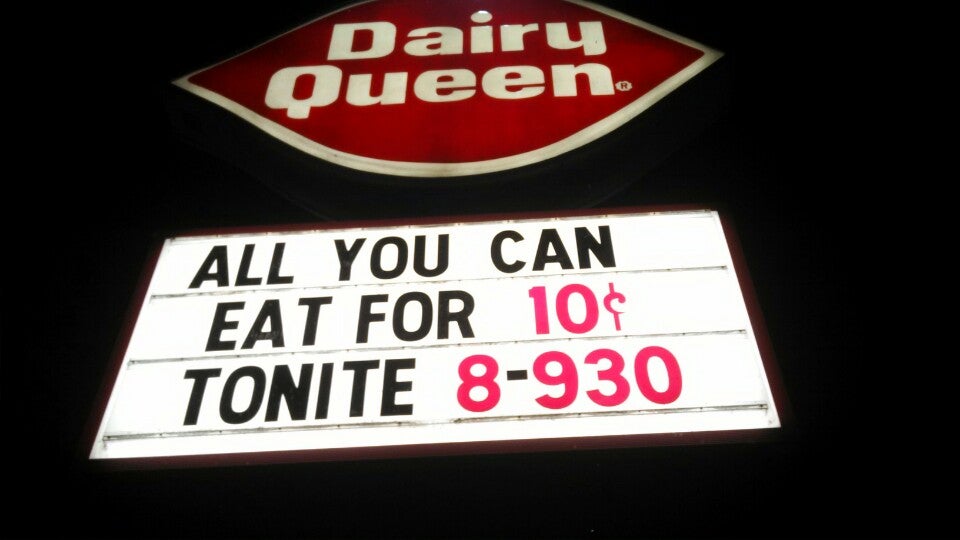 Dairy
Queen®
ALL YOU CAN
EAT FOR 10¢
TONITE 8-930